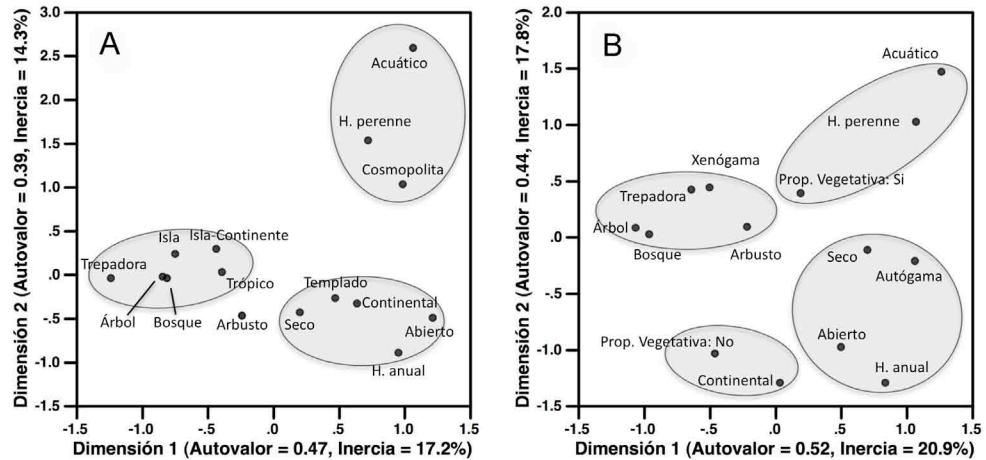 A
Dimensión 2 (Autovalor = 0.39, Inercia = 14.3%)
3.0
2.5
2.0
1.5
1.0
.5
.0
-.5
-1.0
-1.5
Acuático
H. perenne
Cosmopolita
Isla
Isla-Continente
Trepadora
Trópico
Árbol
Bosque
Arbusto
Templado
Continental
Seco
Abierto
H. anual
-1.5
-1.0
-.5
.0
.5
1.0
1.5
Dimensión 1 (Autovalor = 0.47, Inercia = 17.2%)
B
Dimensión 2 (Autovalor = 0.44, Inercia = 17.8%)
2.0
1.5
1.0
.5
.0
-.5
-1.0
-1.5
Acuático
H. perenne
Prop. Vegetativa: Si
Xenógama
Trepadora
Árbol
Bosque
Arbusto
Seco
Autógama
Abierto
H. anual
Prop. Vegetativa: No
Continental
-1.5
-1.0
-.5
.0
.5
1.0
1.5
Dimensión 1 (Autovalor = 0.52, Inercia = 20.9%)